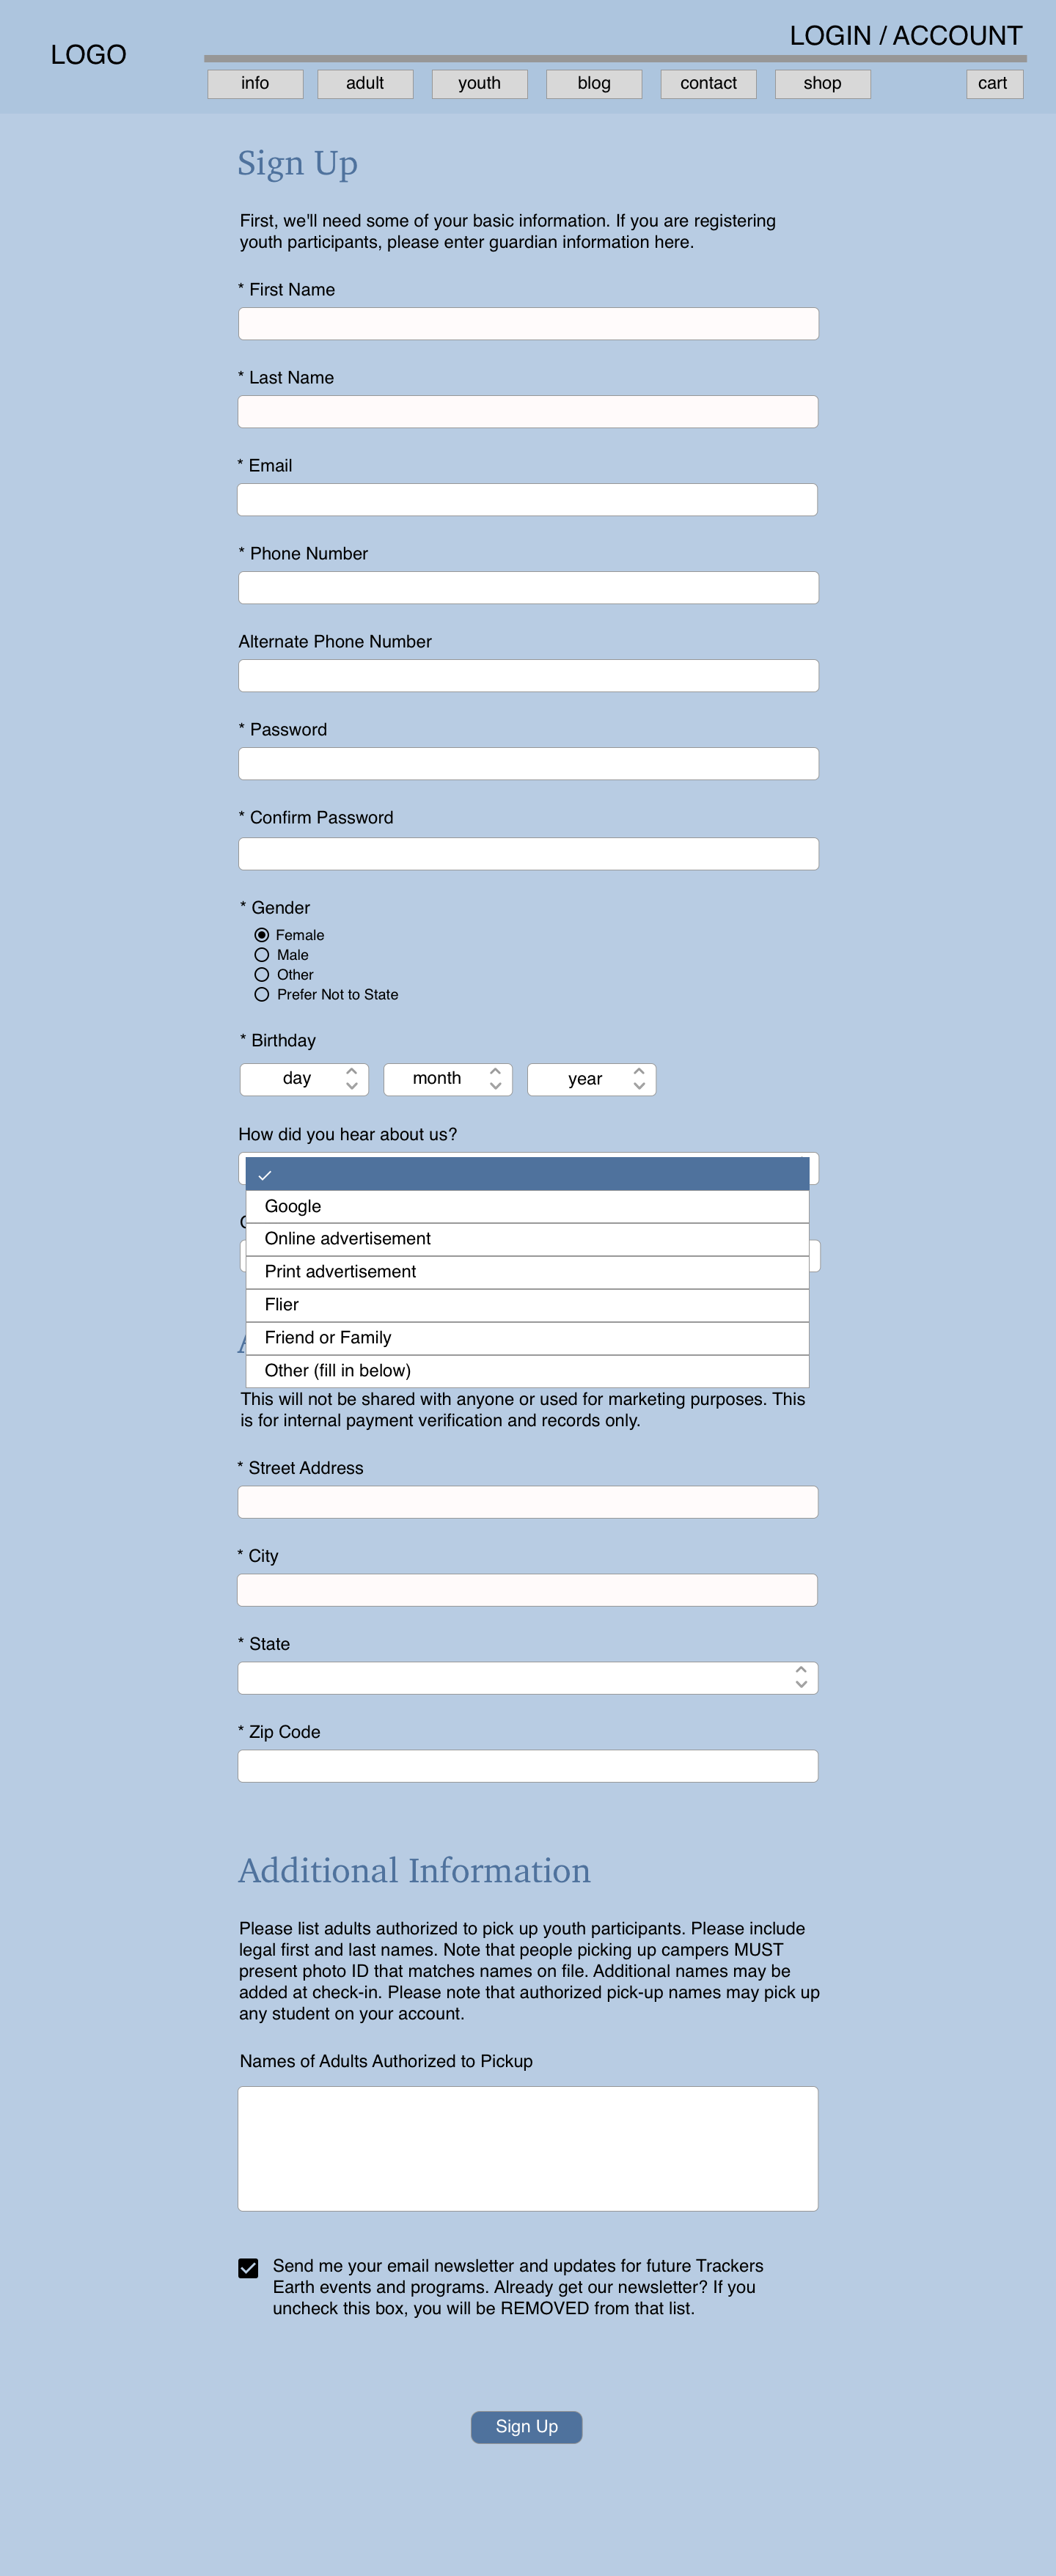 LOGO
LOGIN / ACCOUNT
info
adult
youth
blog
contact
shop
cart
Sign Up
First, we'll need some of your basic information. If you are registering
youth participants, please enter guardian information here.
* First Name
* Last Name
* Email
* Phone Number
Alternate Phone Number
* Password
* Confirm Password
* Gender
Female
Male
Other
Prefer Not to State
* Birthday
day
month
year
How did you hear about us?
Google
Online advertisement
Print advertisement
Flier
Friend or Family
Other (fill in below)
This will not be shared with anyone or used for marketing purposes. This
is for internal payment verification and records only.
* Street Address
* City
* State
* Zip Code
Additional Information
Please list adults authorized to pick up youth participants. Please include
legal first and last names. Note that people picking up campers MUST
present photo ID that matches names on file. Additional names may be
added at check-in. Please note that authorized pick-up names may pick up
any student on your account.
Names of Adults Authorized to Pickup
Send me your email newsletter and updates for future Trackers
Earth events and programs. Already get our newsletter? If you
uncheck this box, you will be REMOVED from that list.
Sign Up